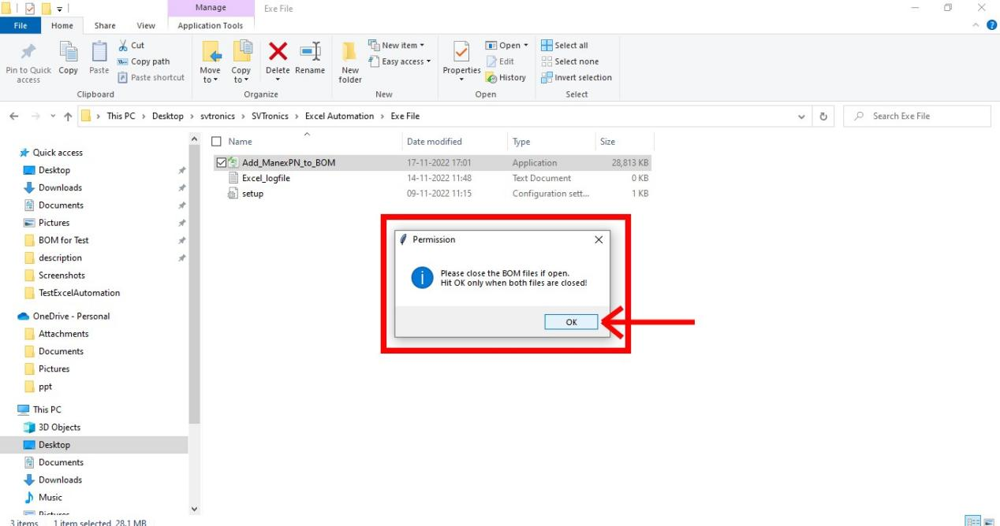 Manage
Exe File
File
Home
Share
View
Application Tools
Pin to Quick
access
Copy
Paste
Cut
Copy path
Paste shortcut
Clipboard
Move
to
Copy
to
Delete
Rename
Organize
New
folder
New item
Easy access
New
Properties
Open
Edit
History
Open
Select all
Select none
Invert selection
Select
This PC > Desktop > svtronics > SVTronics > Excel Automation > Exe File
Search Exe File
Quick access
Desktop
Downloads
Documents
Pictures
BOM for Test
description
Screenshots
TestExcelAutomation
OneDrive - Personal
Attachments
Documents
Pictures
ppt
This PC
3D Objects
Desktop
Documents
Downloads
Music
Pictures
Name Date modified Type Size
Add_ManexPN_to_BOM 17-11-2022 17:01 Application 28,813 KB
Excel_logfile 14-11-2022 11:48 Text Document 0 KB
setup 09-11-2022 11:15 Configuration sett... 1 KB
Permission
Please close the BOM files if open.
Hit OK only when both files are closed!
OK
3 items 1 item selected 28.1 MB